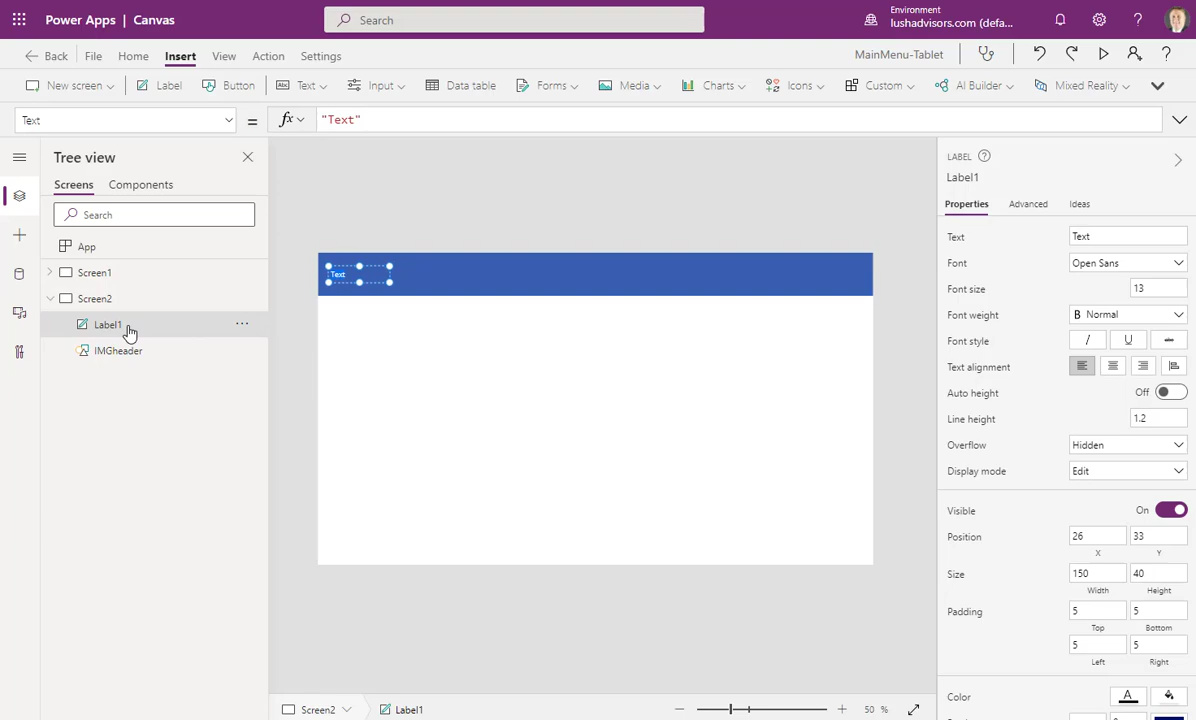 Power Apps | Canvas
Search
Environment
lushadvisors.com (defa...
Back File Home Insert View Action Settings
MainMenu-Tablet
New screen Label Button Text Input Data table Forms Media Charts Icons Custom AI Builder Mixed Reality
Text = fx "Text"
Tree view
Screens Components
Search
App
Screen1
Screen2
Label1 ...
IMGheader
Text
LABEL
Label1
Properties Advanced Ideas
Text Text
Font Open Sans
Font size 13
Font weight B Normal
Font style / U abc
Text alignment
Auto height Off
Line height 1.2
Overflow Hidden
Display mode Edit
Visible On
Position 26 33
X Y
Size 150 40
Width Height
Padding 5 5
Top Bottom
5 5
Left Right
Color A
Screen2 Label1 50 %